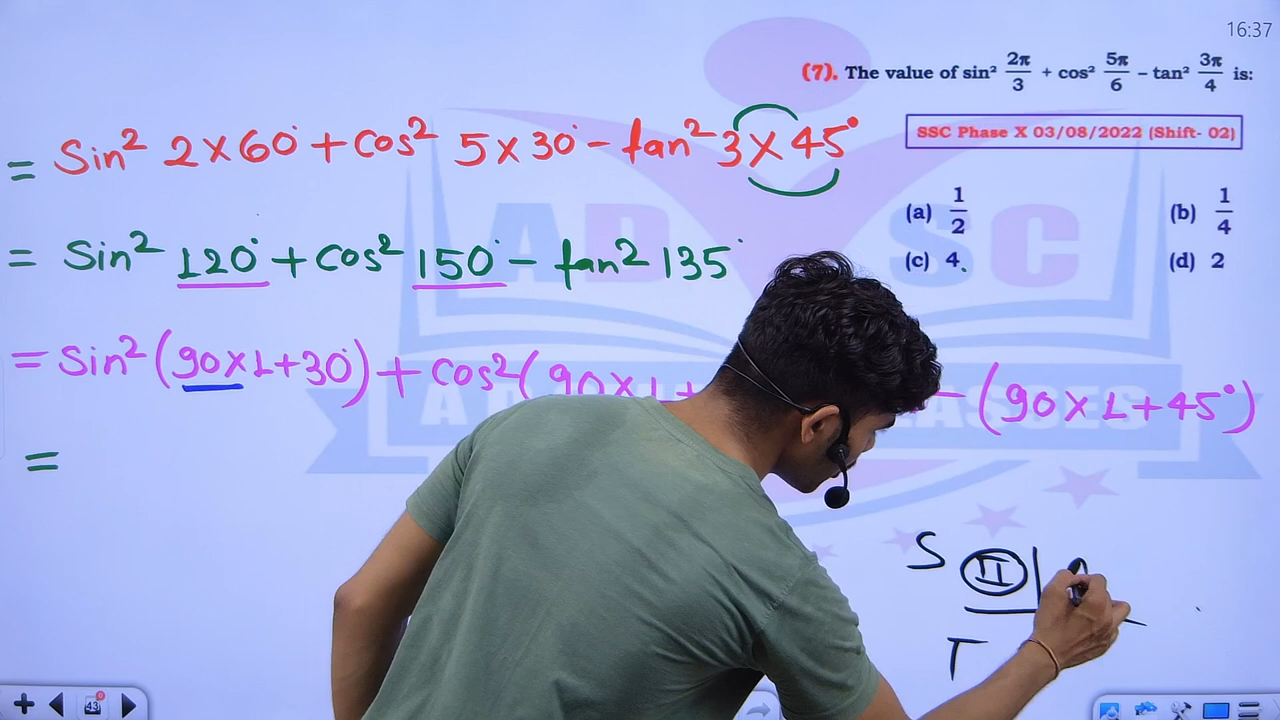 16:37
(7). The value of sin² 2π/3 + cos² 5π/6 – tan² 3π/4 is:
SSC Phase X 03/08/2022 (Shift- 02)
(a) 1/2 (b) 1/4
(c) 4. (d) 2
= Sin² 2×60° + cos² 5×30° – tan² 3×45°
= Sin² 120° + cos² 150° – tan² 135°
= Sin² (90×1+30°) + cos² (90×1+ – (90×1+45°)
=
S II
T
43